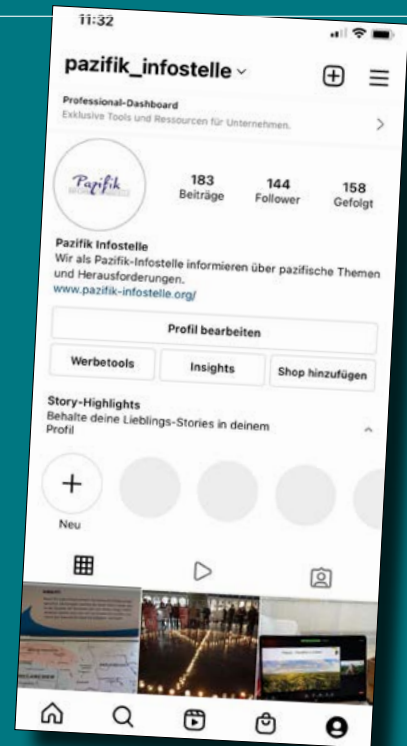 11:32
pazifik_infostelle
Professional-Dashboard
Exklusive Tools und Ressourcen für Unternehmen.
Pazifik
183
Beiträge
144
Follower
158
Gefolgt
Pazifik Infostelle
Wir als Pazifik-Infostelle informieren über pazifische Themen
und Herausforderungen.
www.pazifik-infostelle.org/
Profil bearbeiten
Werbetools
Insights
Shop hinzufügen
Story-Highlights
Behalte deine Lieblings-Stories in deinem
Profil
Neu